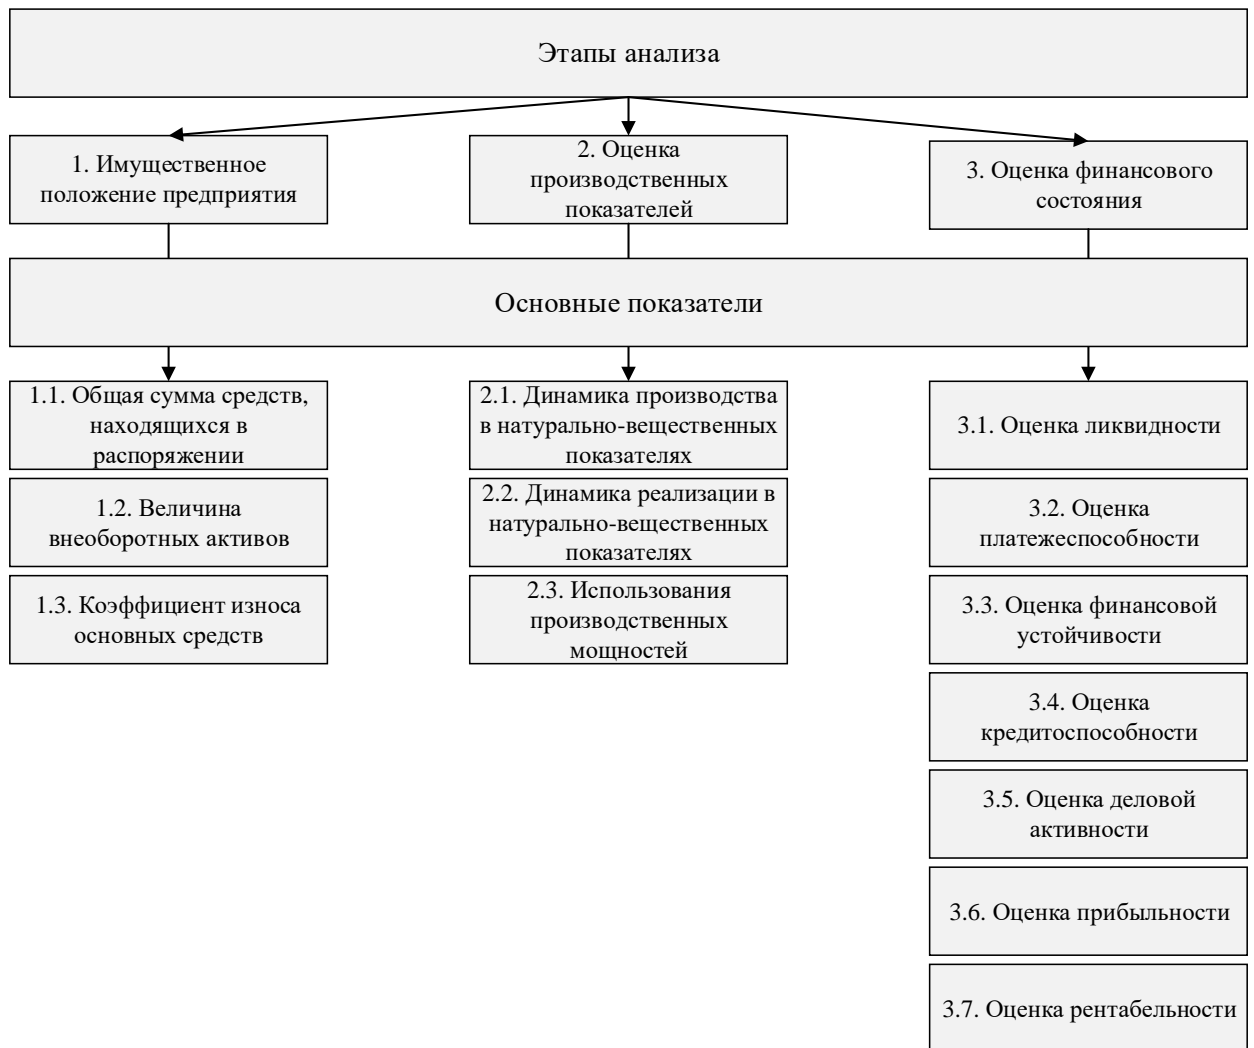 Этапы анализа
1. Имущественное
положение предприятия
2. Оценка
производственных
показателей
3. Оценка финансового
состояния
Основные показатели
1.1. Общая сумма средств,
находящихся в
распоряжении
1.2. Величина
внеоборотных активов
1.3. Коэффициент износа
основных средств
2.1. Динамика производства
в натурально-вещественных
показателях
2.2. Динамика реализации в
натурально-вещественных
показателях
2.3. Использования
производственных
мощностей
3.1. Оценка ликвидности
3.2. Оценка
платежеспособности
3.3. Оценка финансовой
устойчивости
3.4. Оценка
кредитоспособности
3.5. Оценка деловой
активности
3.6. Оценка прибыльности
3.7. Оценка рентабельности